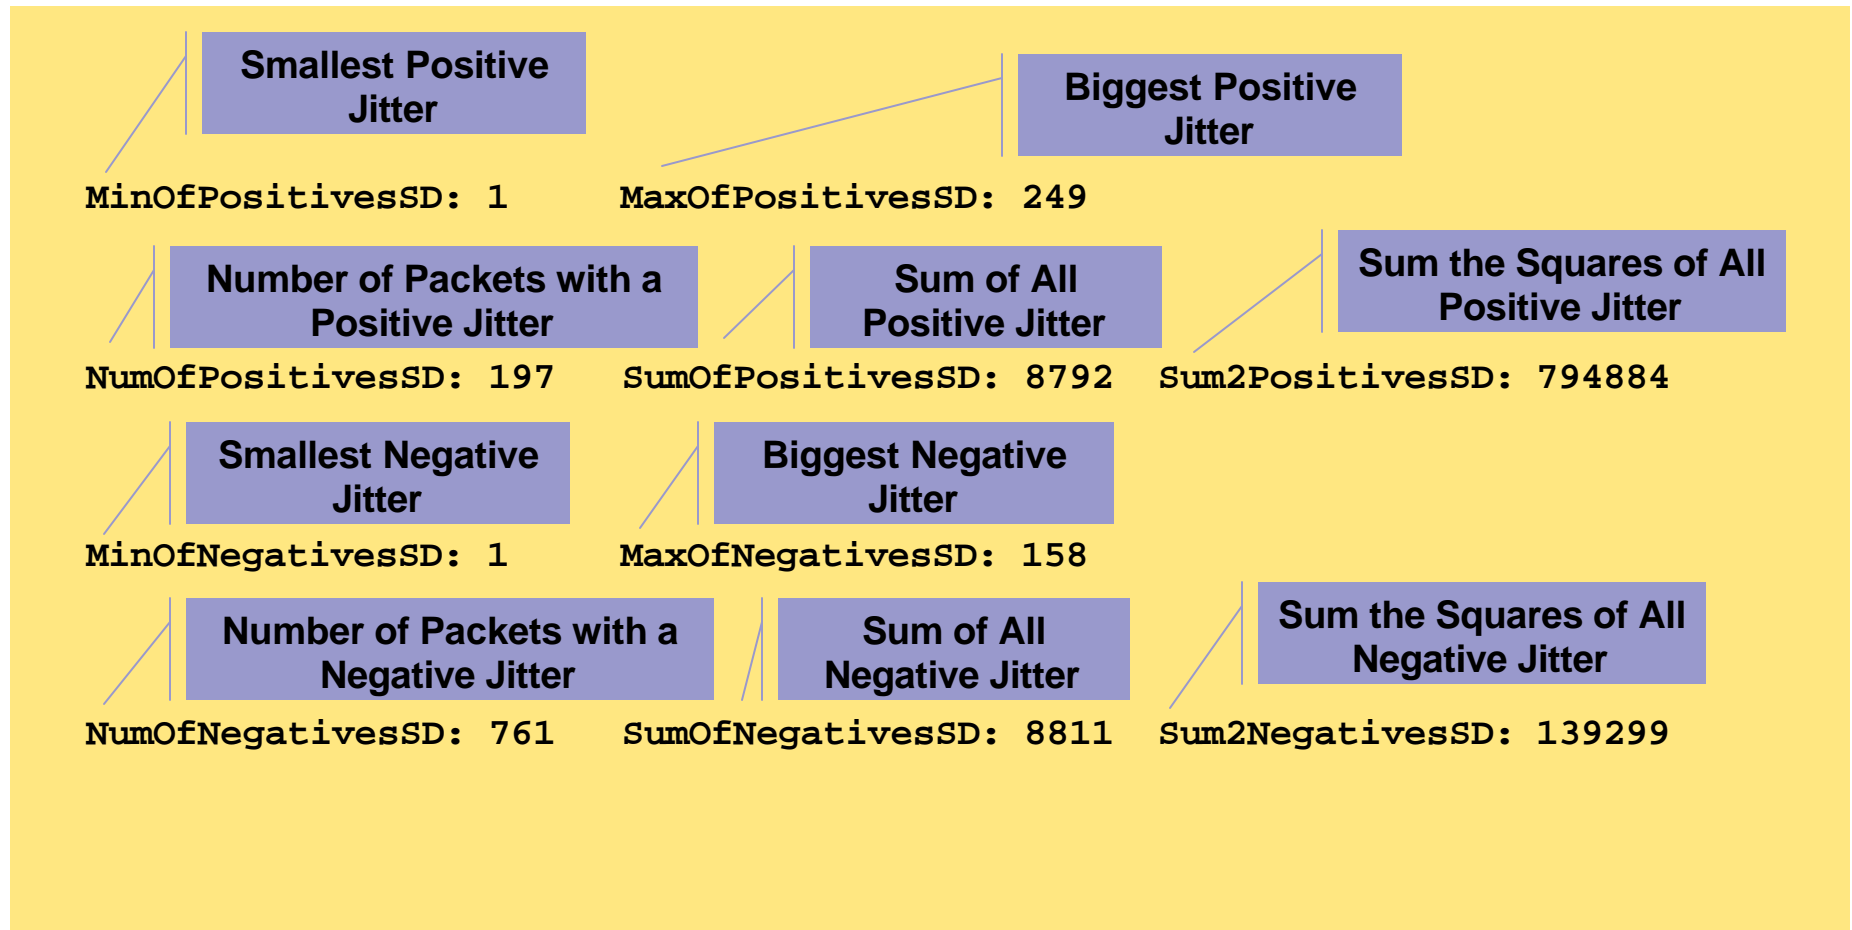 Smallest Positive
Jitter
Biggest Positive
Jitter
MinOfPositivesSD: 1 MaxOfPositivesSD: 249
Number of Packets with a
Positive Jitter
Sum of All
Positive Jitter
Sum the Squares of All
Positive Jitter
NumOfPositivesSD: 197 SumOfPositivesSD: 8792 Sum2PositivesSD: 794884
Smallest Negative
Jitter
Biggest Negative
Jitter
MinOfNegativesSD: 1 MaxOfNegativesSD: 158
Number of Packets with a
Negative Jitter
Sum of All
Negative Jitter
Sum the Squares of All
Negative Jitter
NumOfNegativesSD: 761 SumOfNegativesSD: 8811 Sum2NegativesSD: 139299